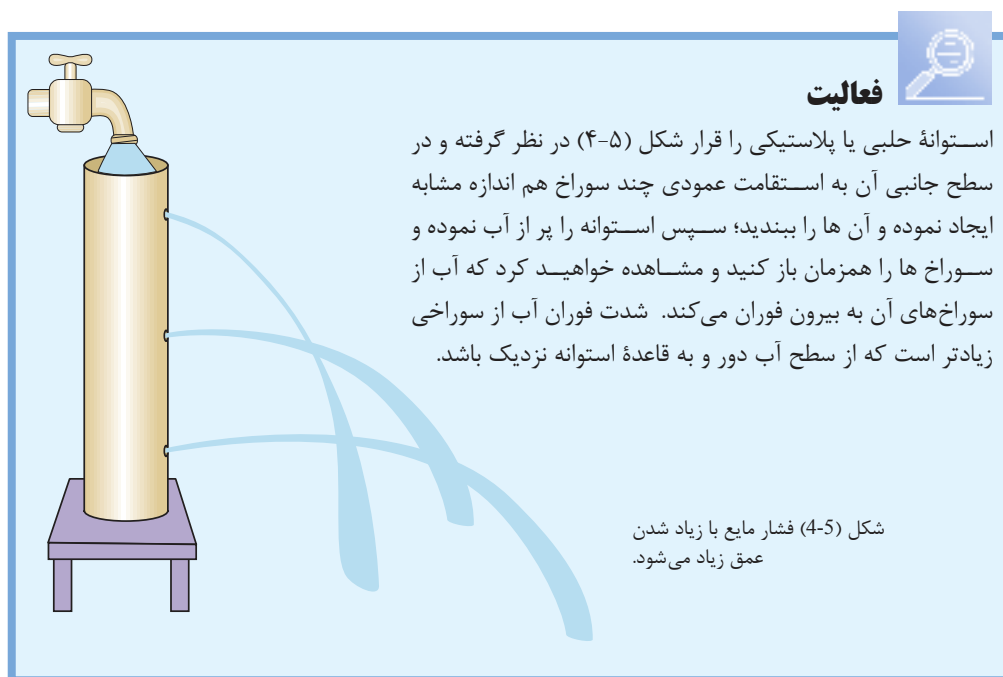 فعالیت
استوانهٔ حلبی یا پلاستیکی را قرار شکل (۵-۴) در نظر گرفته و در
سطح جانبی آن به استقامت عمودی چند سوراخ هم اندازه مشابه
ایجاد نموده و آن ها را ببندید؛ سپس استوانه را پر از آب نموده و
سوراخ ها را همزمان باز کنید و مشاهده خواهید کرد که آب از
سوراخ‌های آن به بیرون فوران می‌کند. شدت فوران آب از سوراخی
زیادتر است که از سطح آب دور و به قاعدهٔ استوانه نزدیک باشد.
شکل (5-4) فشار مایع با زیاد شدن
عمق زیاد می‌شود.